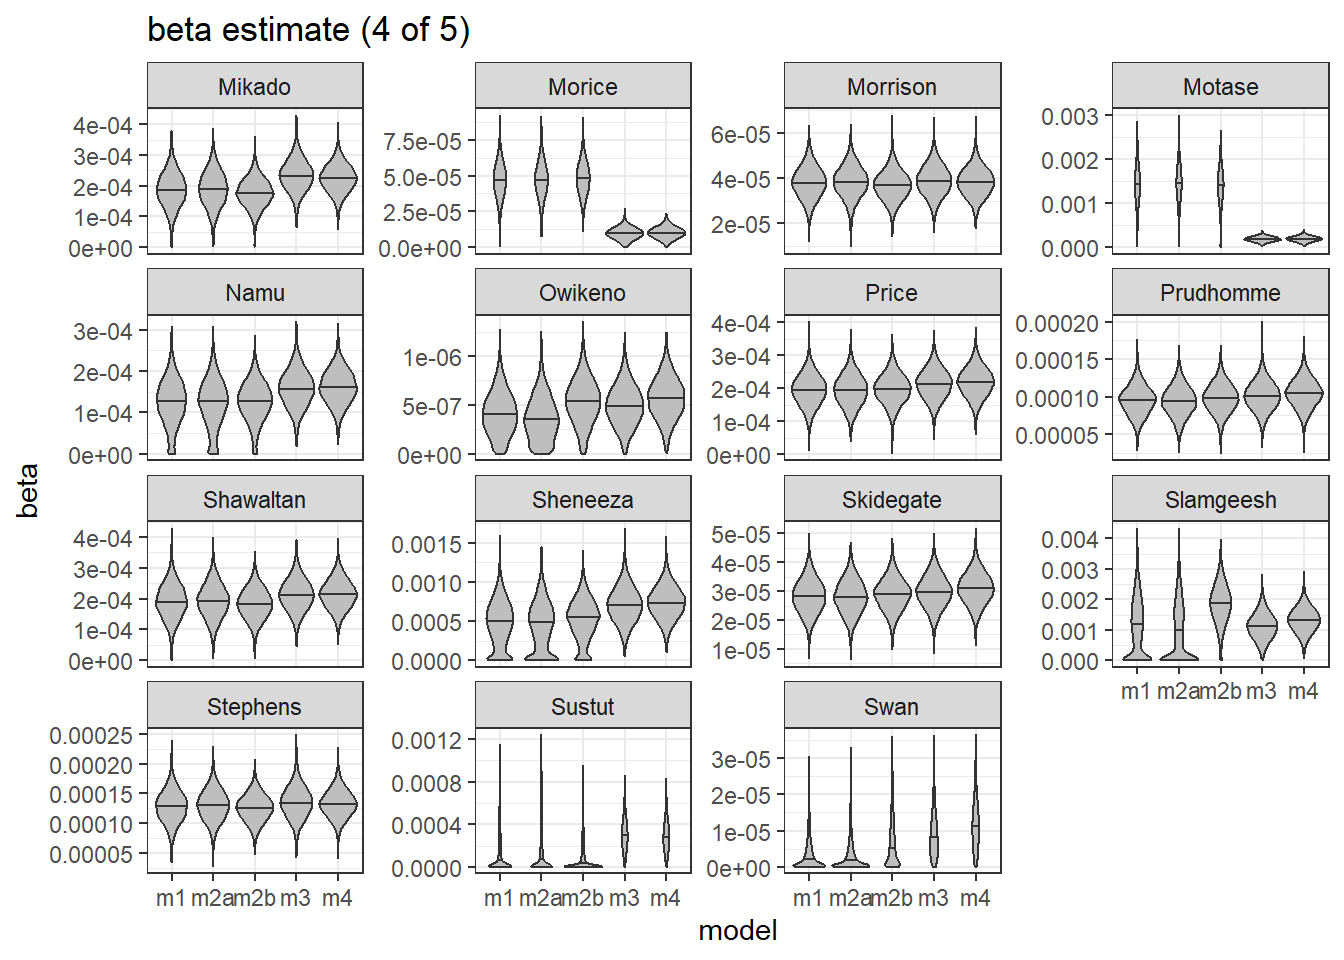 beta estimate (4 of 5)
Mikado
Morice
Morrison
Motase
4e-04
3e-04
2e-04
1e-04
0e+00
7.5e-05
5.0e-05
2.5e-05
0.0e+00
6e-05
4e-05
2e-05
0.003
0.002
0.001
0.000
Namu
Owikeno
Price
Prudhomme
3e-04
2e-04
1e-04
0e+00
1e-06
5e-07
0e+00
4e-04
3e-04
2e-04
1e-04
0e+00
0.00020
0.00015
0.00010
0.00005
beta
Shawaltan
Sheneeza
Skidegate
Slamgeesh
4e-04
3e-04
2e-04
1e-04
0e+00
0.0015
0.0010
0.0005
0.0000
5e-05
4e-05
3e-05
2e-05
1e-05
0.004
0.003
0.002
0.001
0.000
m1 m2a m2b m3 m4
Stephens
Sustut
Swan
0.00025
0.00020
0.00015
0.00010
0.00005
0.0012
0.0008
0.0004
0.0000
3e-05
2e-05
1e-05
0e+00
m1 m2a m2b m3 m4
m1 m2a m2b m3 m4
m1 m2a m2b m3 m4
model